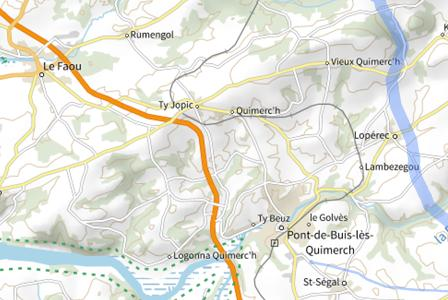 Rumengol
Le Faou
Vieux Quimerc'h
Ty Jopic
Quimerc'h
Lopérec
Lambezegou
Ty Beuz
le Golvès
Pont-de-Buis-lès-
Quimerch
Logonna Quimerc'h
St-Ségal